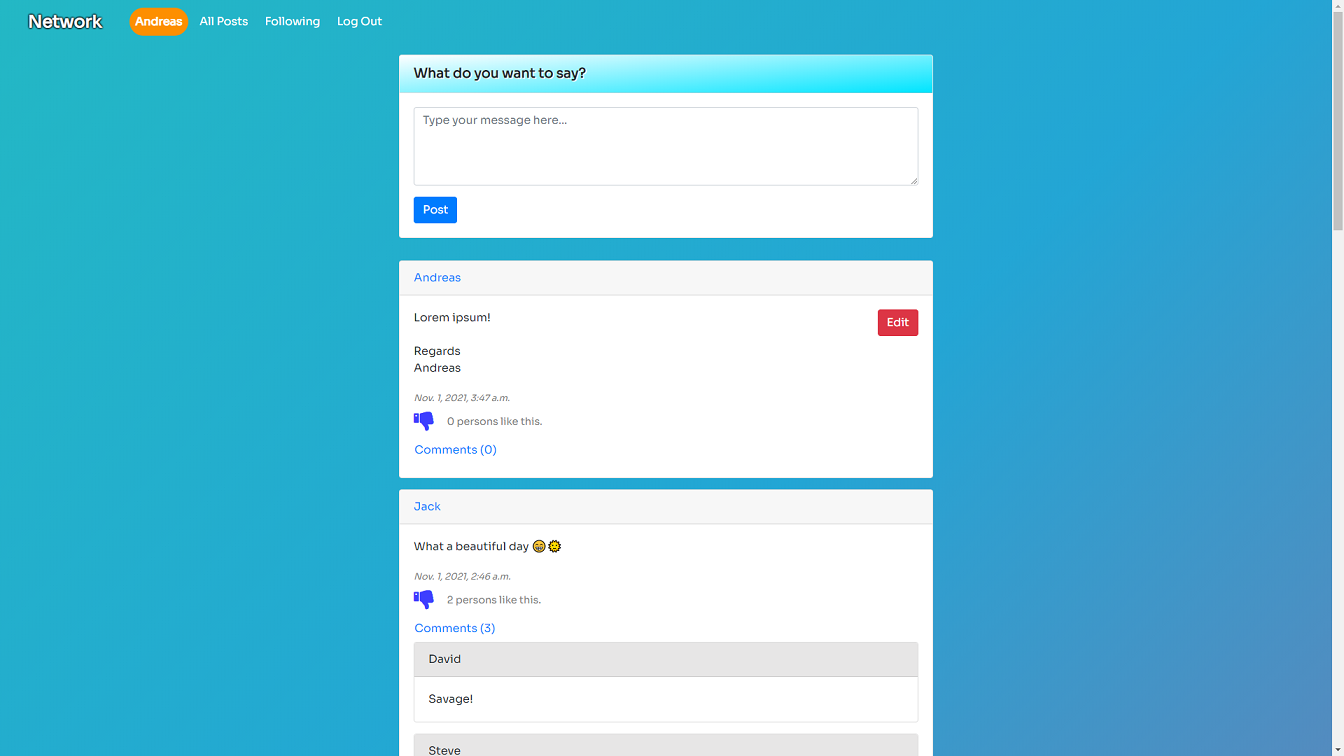 Network Andreas All Posts Following Log Out
What do you want to say?
Type your message here...
Post
Andreas
Lorem ipsum!
Edit
Regards
Andreas
Nov. 1, 2021, 3:47 a.m.
0 persons like this.
Comments (0)
Jack
What a beautiful day 😁🌞
Nov. 1, 2021, 2:46 a.m.
2 persons like this.
Comments (3)
David
Savage!
Steve